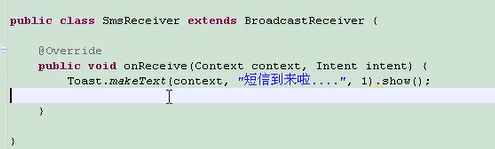 public class SmsReceiver extends BroadcastReceiver {
@Override
public void onReceive(Context context, Intent intent) {
Toast.makeText(context, "短信到来啦....", 1).show();
}
}